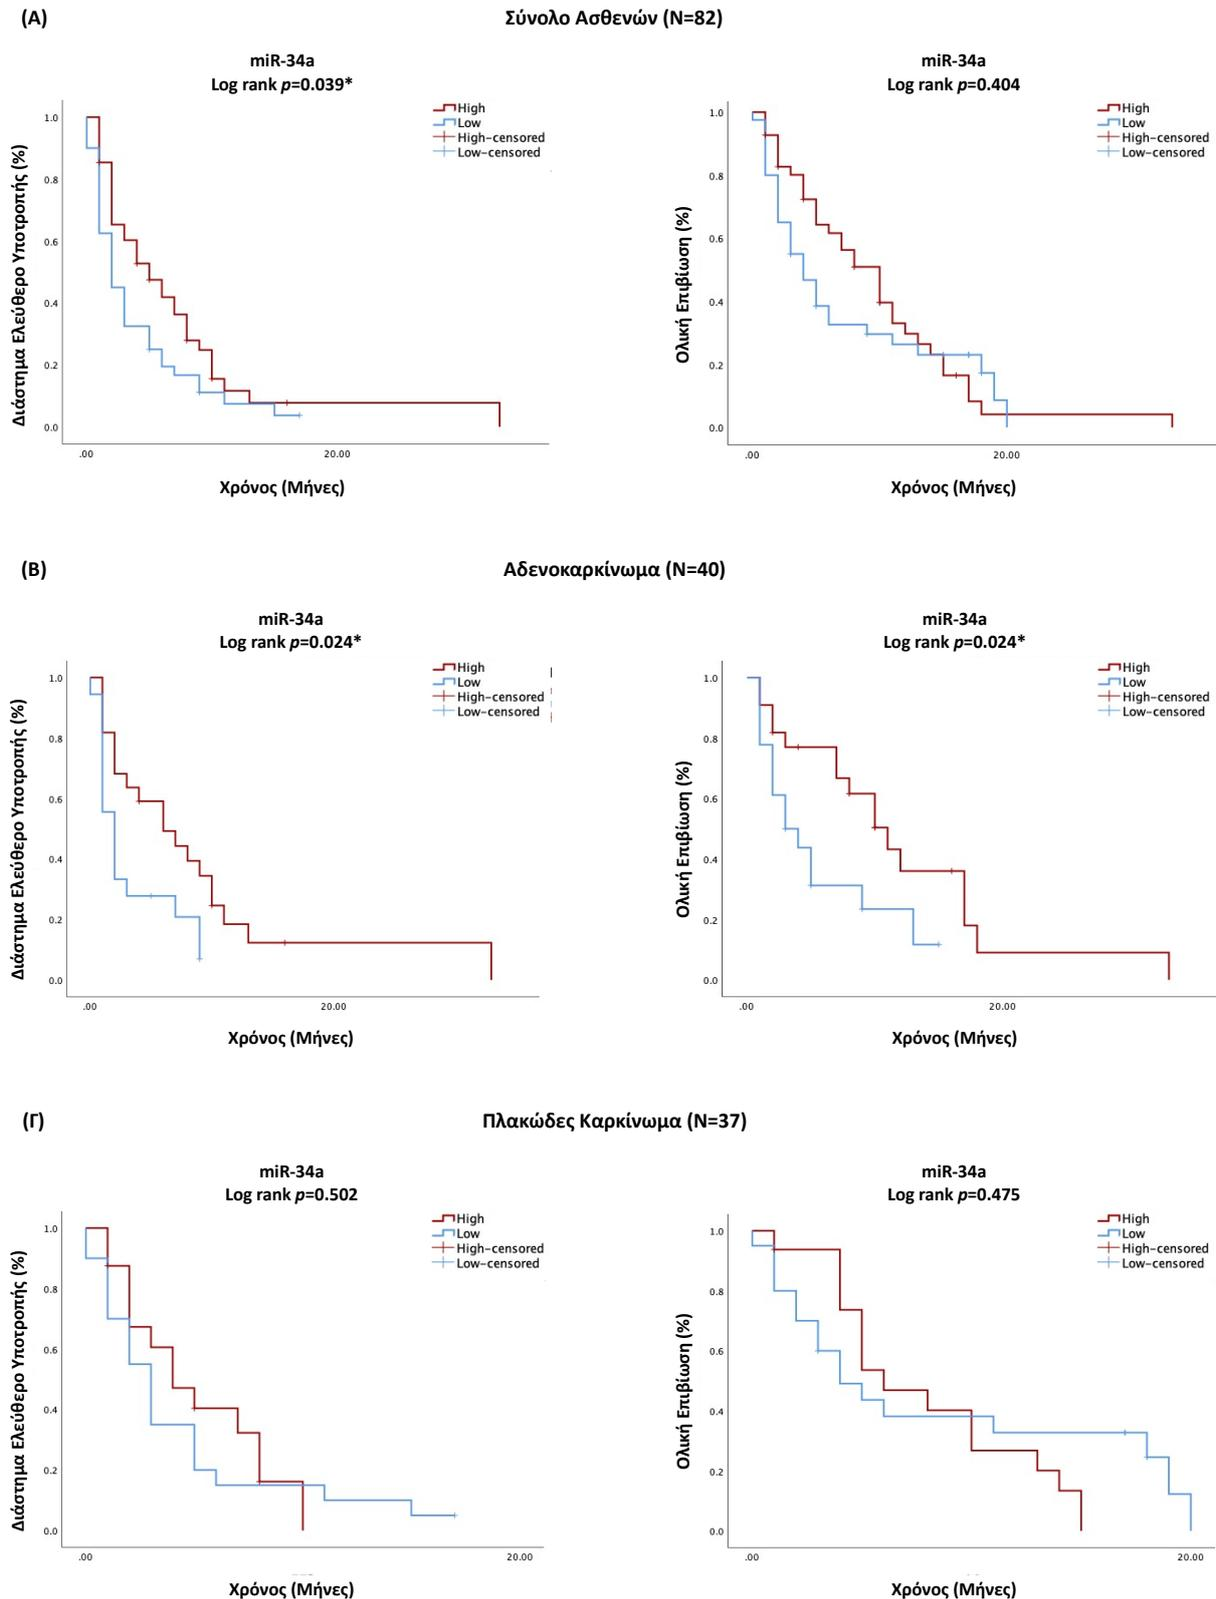 (Α)
Σύνολο Ασθενών (N=82)
miR-34a
Log rank p=0.039*
High
Low
High-censored
Low-censored
Διάστημα Ελεύθερο Υποτροπής (%)
1.0
0.8
0.6
0.4
0.2
0.0
.00
20.00
Χρόνος (Μήνες)
miR-34a
Log rank p=0.404
High
Low
High-censored
Low-censored
Ολική Επιβίωση (%)
1.0
0.8
0.6
0.4
0.2
0.0
.00
20.00
Χρόνος (Μήνες)
(Β)
Αδενοκαρκίνωμα (N=40)
miR-34a
Log rank p=0.024*
High
Low
High-censored
Low-censored
Διάστημα Ελεύθερο Υποτροπής (%)
1.0
0.8
0.6
0.4
0.2
0.0
.00
20.00
Χρόνος (Μήνες)
miR-34a
Log rank p=0.024*
High
Low
High-censored
Low-censored
Ολική Επιβίωση (%)
1.0
0.8
0.6
0.4
0.2
0.0
.00
20.00
Χρόνος (Μήνες)
(Γ)
Πλακώδες Καρκίνωμα (N=37)
miR-34a
Log rank p=0.502
High
Low
High-censored
Low-censored
Διάστημα Ελεύθερο Υποτροπής (%)
1.0
0.8
0.6
0.4
0.2
0.0
.00
20.00
Χρόνος (Μήνες)
miR-34a
Log rank p=0.475
High
Low
High-censored
Low-censored
Ολική Επιβίωση (%)
1.0
0.8
0.6
0.4
0.2
0.0
.00
20.00
Χρόνος (Μήνες)